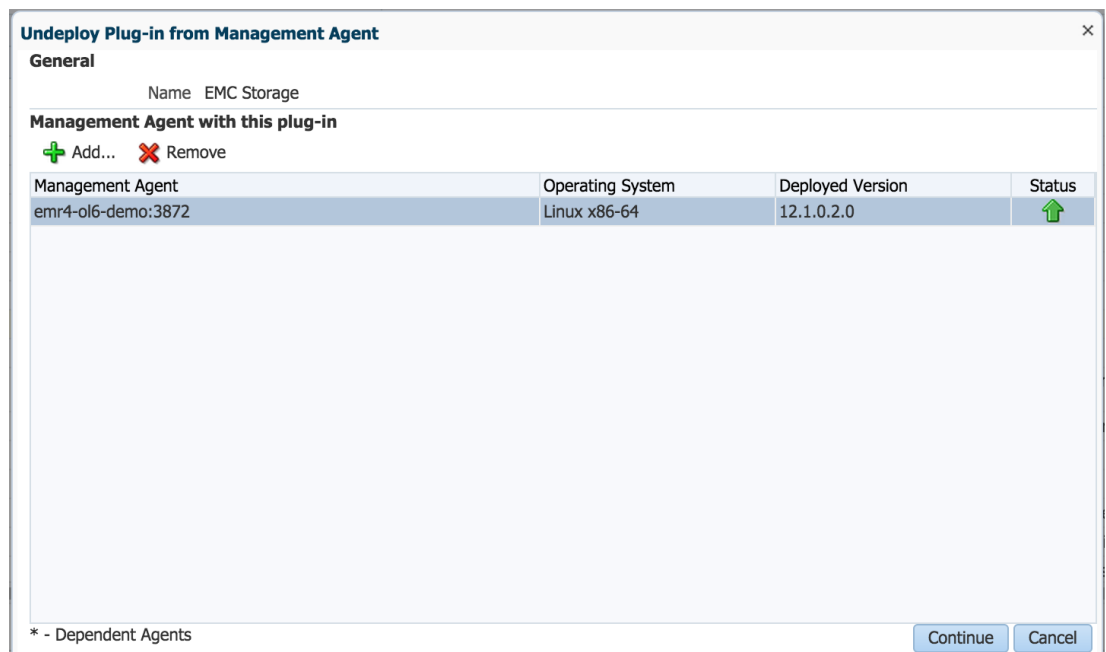 Undeploy Plug-in from Management Agent
General
Name EMC Storage
Management Agent with this plug-in
Add... Remove
Management Agent Operating System Deployed Version Status
emr4-ol6-demo:3872 Linux x86-64 12.1.0.2.0
* - Dependent Agents
Continue Cancel